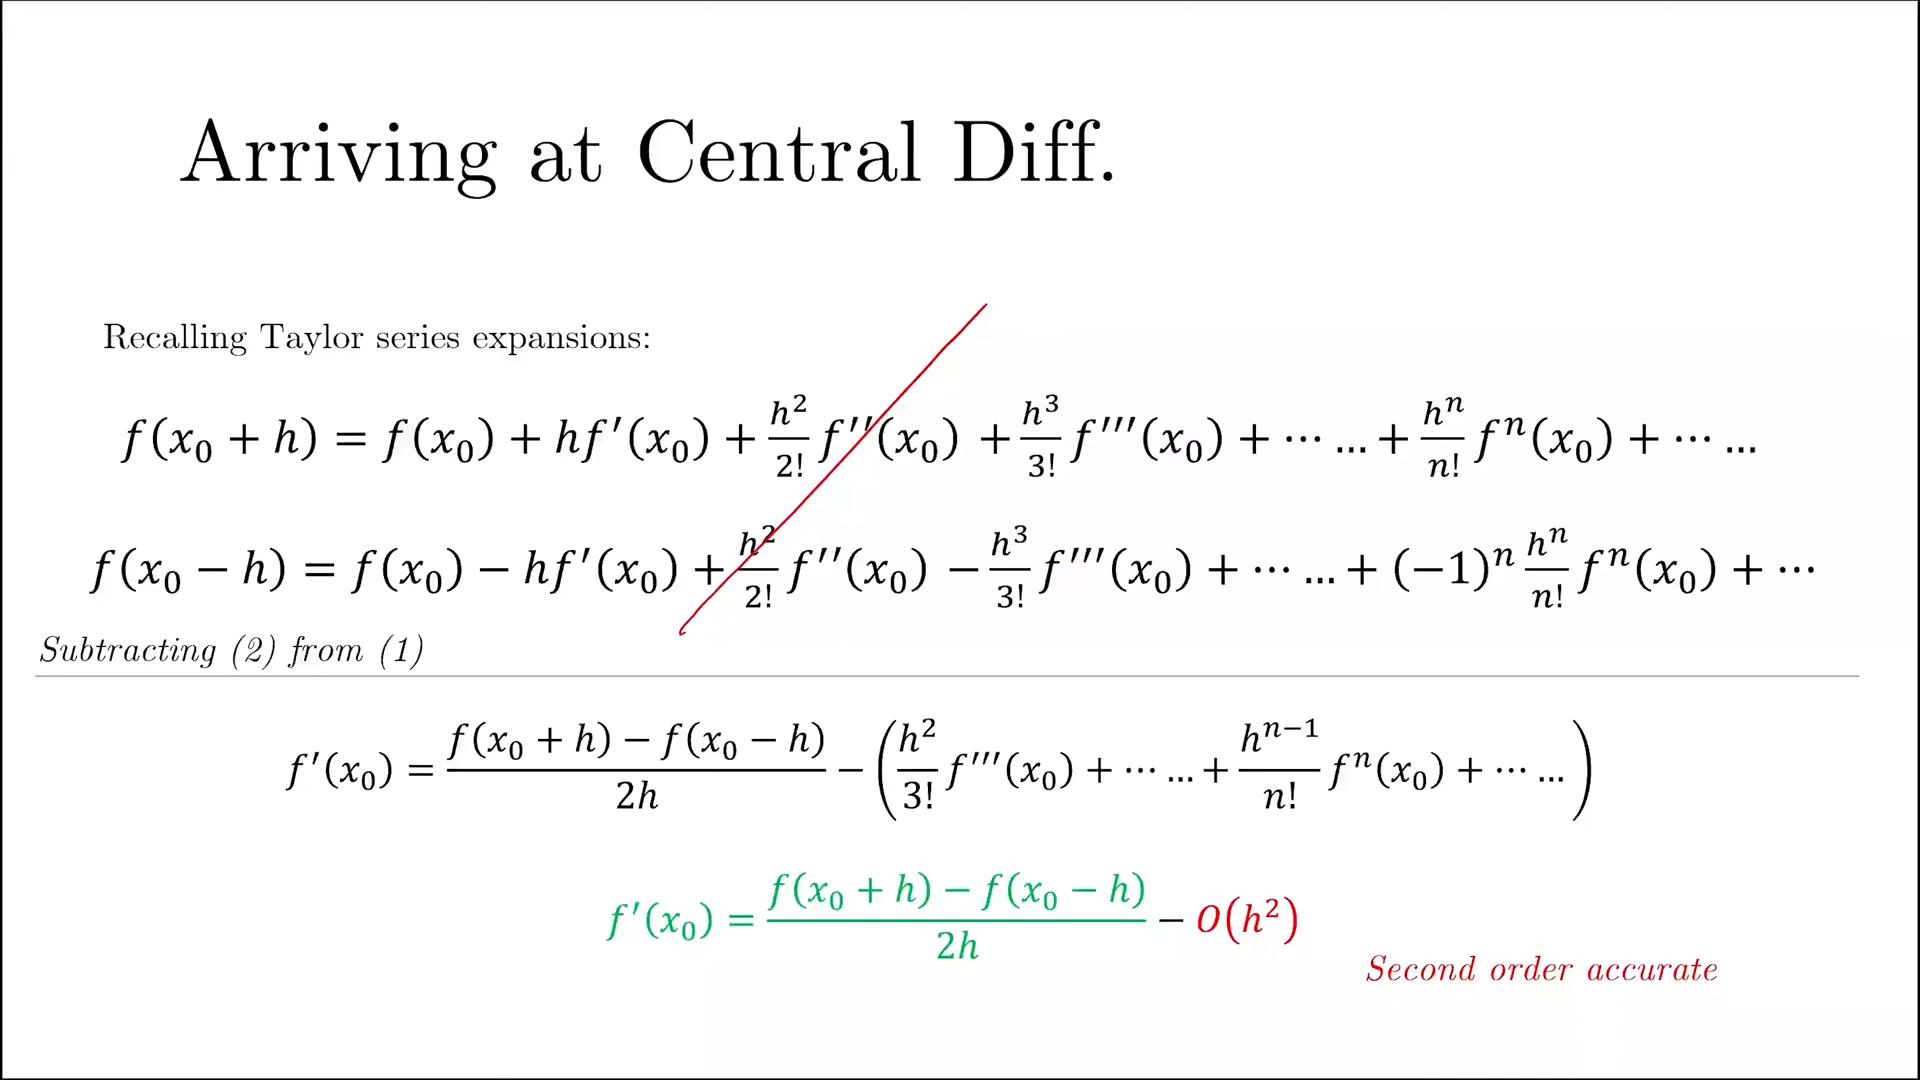 Arriving at Central Diff.
Recalling Taylor series expansions:
f(x₀ + h) = f(x₀) + hf′(x₀) + h²/2! f′′(x₀) + h³/3! f′′′(x₀) + ⋯ … + hⁿ/n! fⁿ(x₀) + ⋯ …
f(x₀ − h) = f(x₀) − hf′(x₀) + h²/2! f′′(x₀) − h³/3! f′′′(x₀) + ⋯ … + (−1)ⁿ hⁿ/n! fⁿ(x₀) + ⋯
Subtracting (2) from (1)
f′(x₀) = (f(x₀ + h) − f(x₀ − h))/2h − (h²/3! f′′′(x₀) + ⋯ … + hⁿ⁻¹/n! fⁿ(x₀) + ⋯ …)
f′(x₀) = (f(x₀ + h) − f(x₀ − h))/2h − O(h²)
Second order accurate